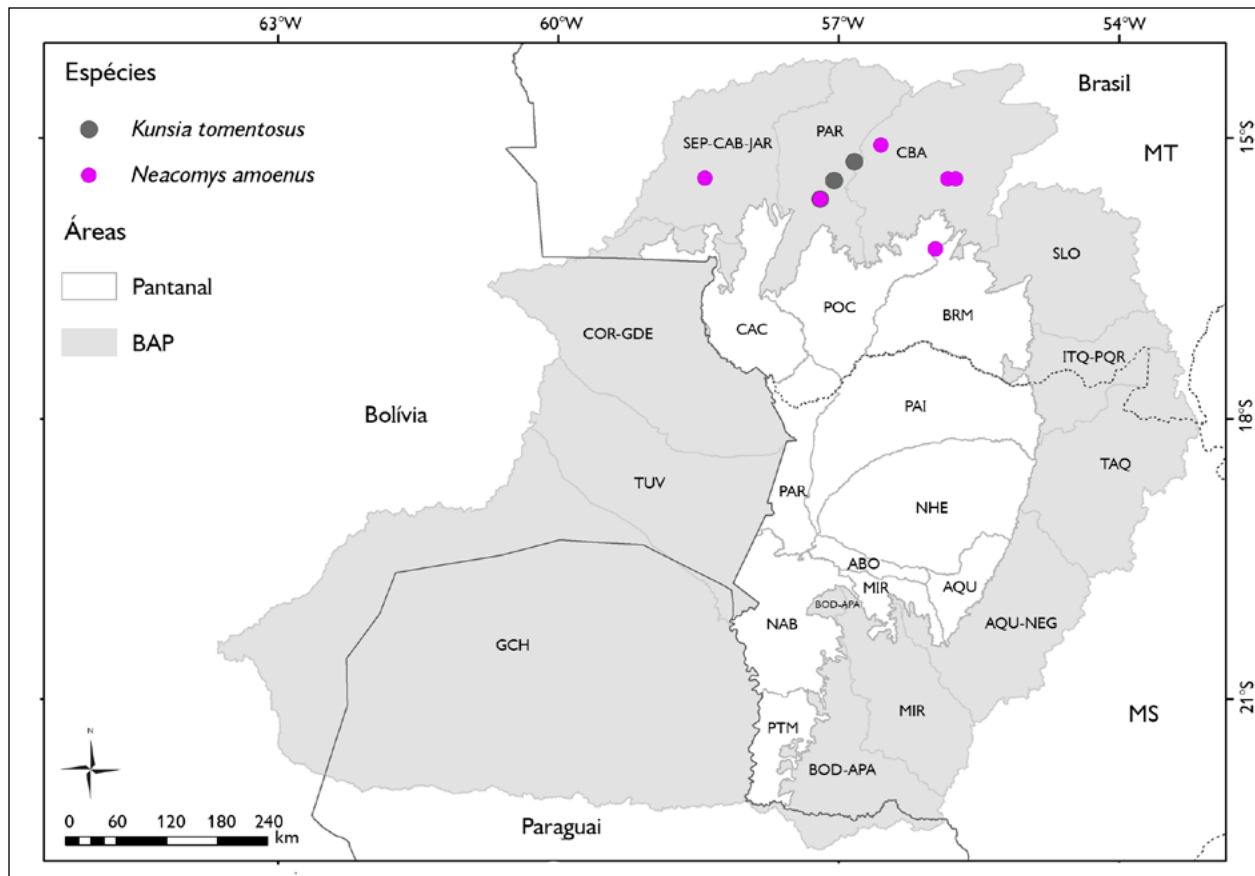 63°W 60°W 57°W 54°W
Espécies
Kunsia tomentosus
Neacomys amoenus
Áreas
Pantanal
BAP
Brasil
MT
15°S
SEP-CAB-JAR
PAR
CBA
SLO
COR-GDE
CAC
POC
BRM
ITQ-PQR
Bolívia
PAI
18°S
TAQ
TUV
PAR
NHE
ABO
MIR
AQU
BOD-APA
NAB
AQU-NEG
GCH
21°S
MS
MIR
PTM
BOD-APA
N
0 60 120 180 240
km
Paraguai